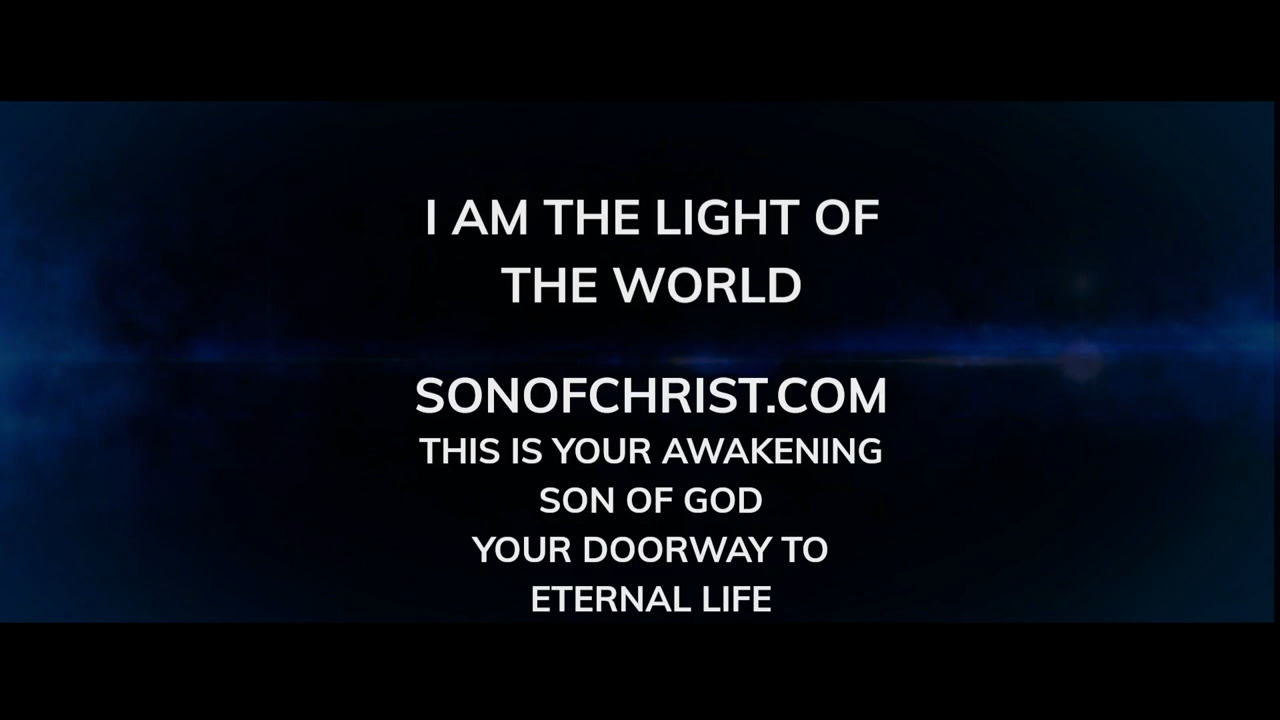 I AM THE LIGHT OF
THE WORLD
SONOFCHRIST.COM
THIS IS YOUR AWAKENING
SON OF GOD
YOUR DOORWAY TO
ETERNAL LIFE